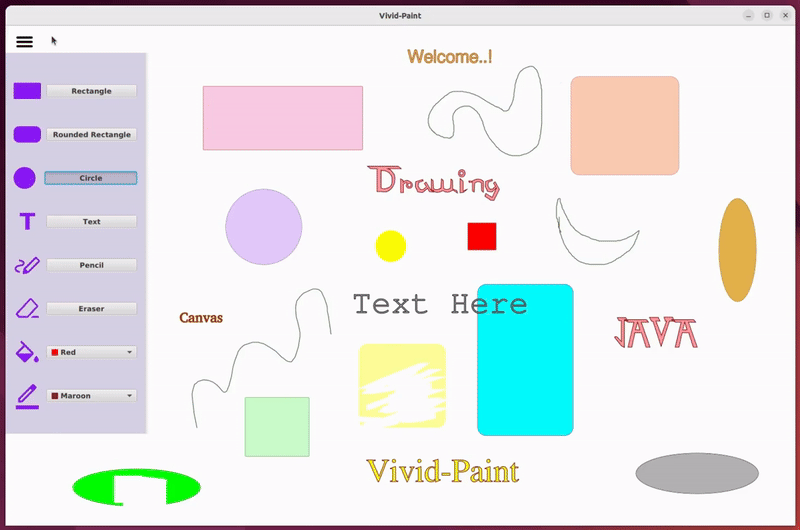 Vivid-Paint
Welcome..!
Rectangle
Rounded Rectangle
Circle
Text
Pencil
Eraser
Red
Maroon
Drawing
Text Here
Canvas
JAVA
Vivid-Paint